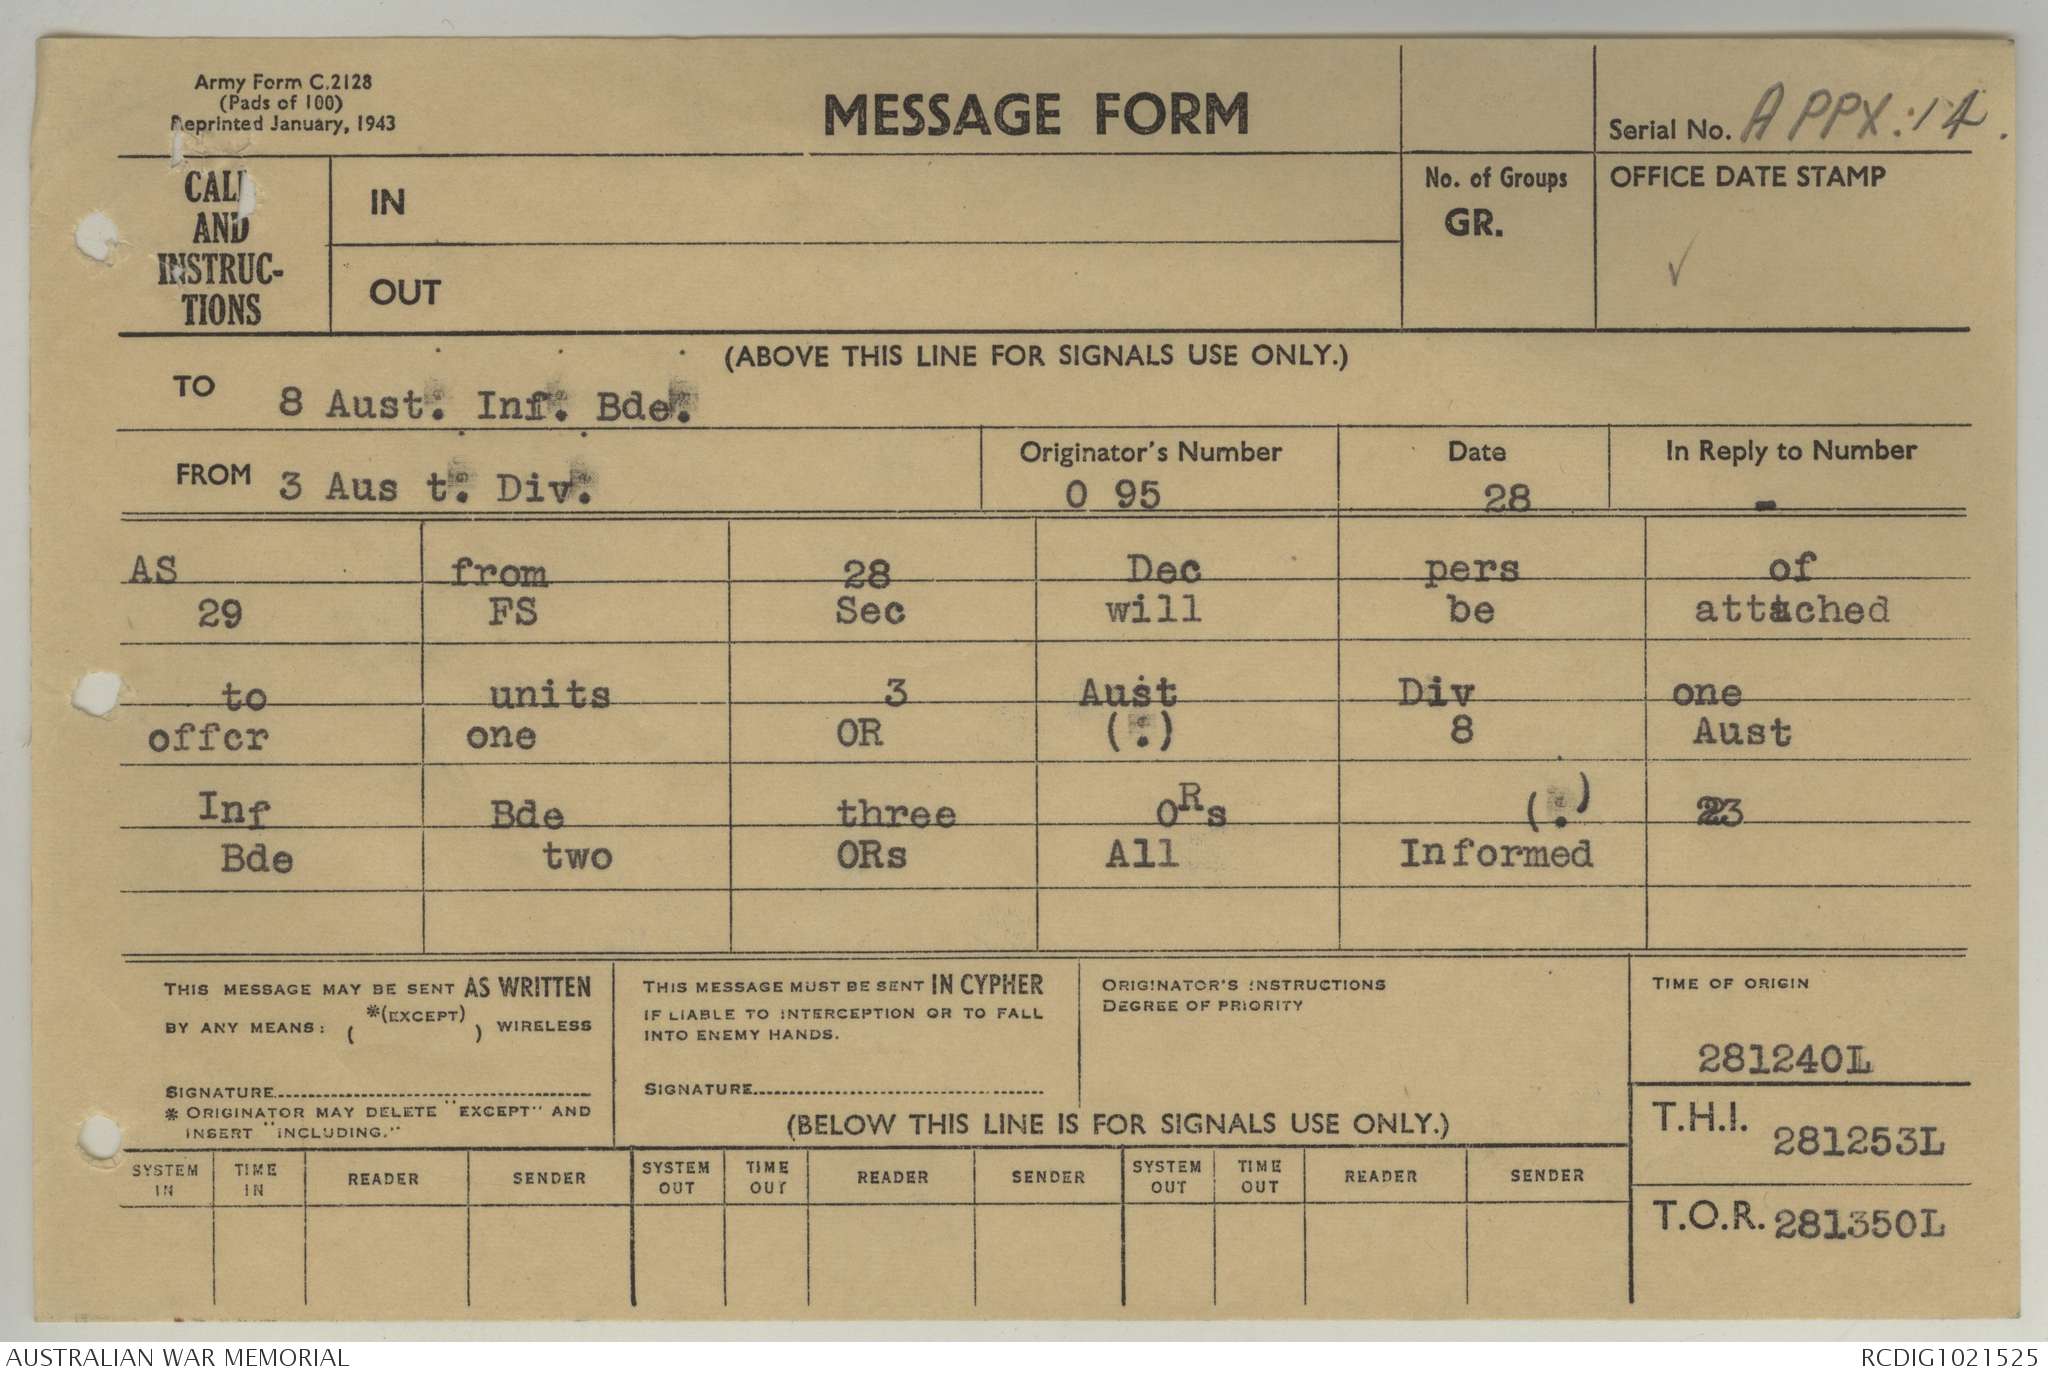 Army Form C.2128
(Pads of 100)
Reprinted January, 1943
MESSAGE FORM
Serial No. APPX:14.
CALL
AND
INSTRUC-
TIONS
IN
OUT
No. of Groups
GR.
OFFICE DATE STAMP
(ABOVE THIS LINE FOR SIGNALS USE ONLY.)
TO 8 Aust. Inf. Bde.
FROM 3 Aus t. Div.
Originator's Number
O 95
Date
28
In Reply to Number
-
AS from 28 Dec pers of
29 FS Sec will be attached
to units 3 Aust Div one
offcr one OR (.) 8 Aust
Inf Bde three ORs (.) 23
Bde two ORs All Informed
THIS MESSAGE MAY BE SENT AS WRITTEN
BY ANY MEANS: ( *(EXCEPT) ) WIRELESS
SIGNATURE
* ORIGINATOR MAY DELETE "EXCEPT" AND
INSERT "INCLUDING."
THIS MESSAGE MUST BE SENT IN CYPHER
IF LIABLE TO INTERCEPTION OR TO FALL
INTO ENEMY HANDS.
SIGNATURE
ORIGINATOR'S INSTRUCTIONS
DEGREE OF PRIORITY
TIME OF ORIGIN
281240L
(BELOW THIS LINE IS FOR SIGNALS USE ONLY.)
T.H.I. 281253L
T.O.R. 281350L
SYSTEM IN TIME IN READER SENDER SYSTEM OUT TIME OUT READER SENDER SYSTEM OUT TIME OUT READER SENDER
AUSTRALIAN WAR MEMORIAL
RCDIG1021525